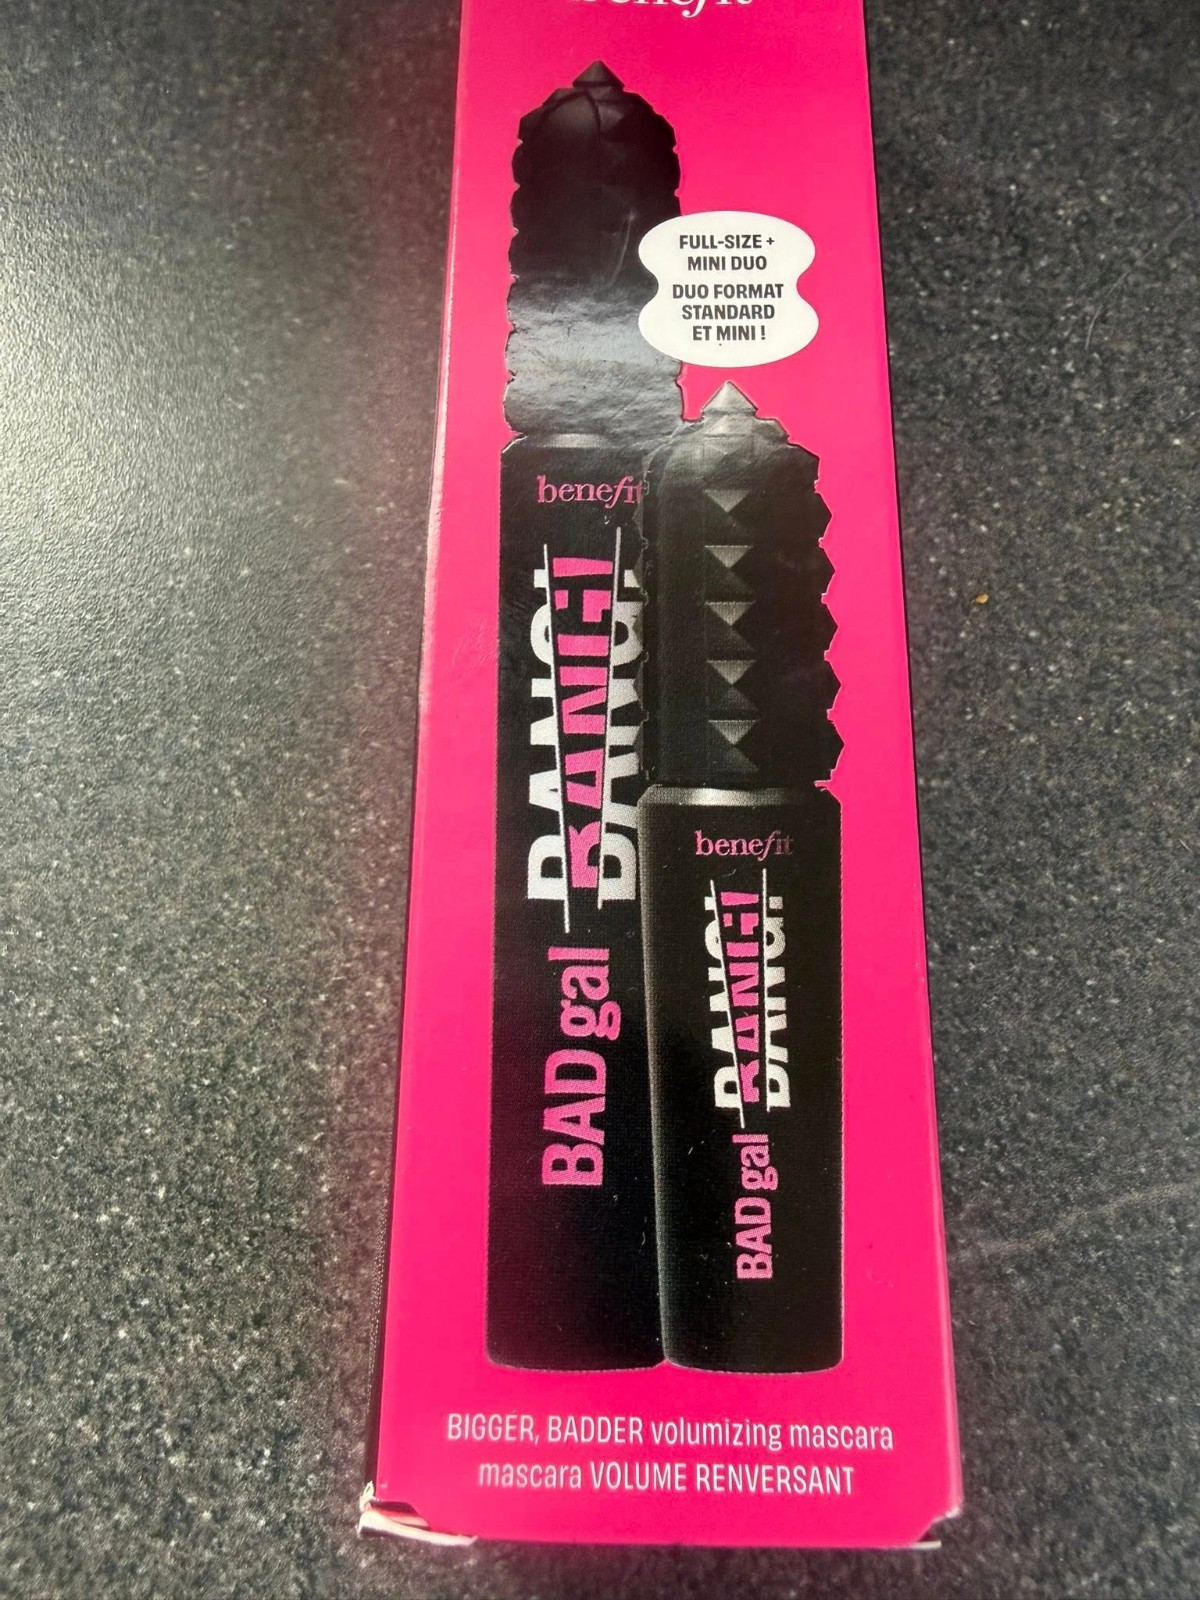 benefit
FULL-SIZE +
MINI DUO
DUO FORMAT
STANDARD
ET MINI !
benefit
BAD gal BANG!
benefit
BAD gal BANG!
BIGGER, BADDER volumizing mascara
mascara VOLUME RENVERSANT